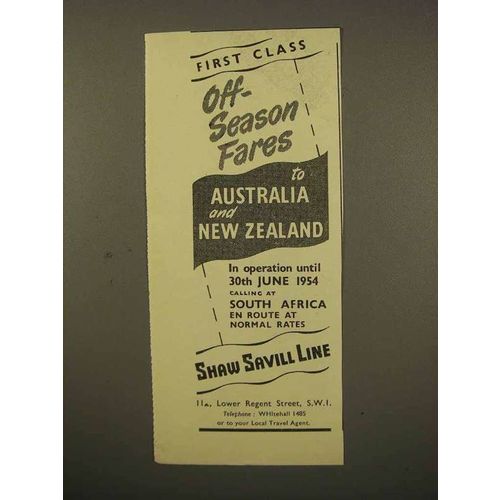 FIRST CLASS
Off-
Season
Fares
to
AUSTRALIA
and
NEW ZEALAND
In operation until
30th JUNE 1954
CALLING AT
SOUTH AFRICA
EN ROUTE AT
NORMAL RATES
SHAW SAVILL LINE
11a, Lower Regent Street, S.W.1.
Telephone: WHItehall 1485
or to your Local Travel Agent.